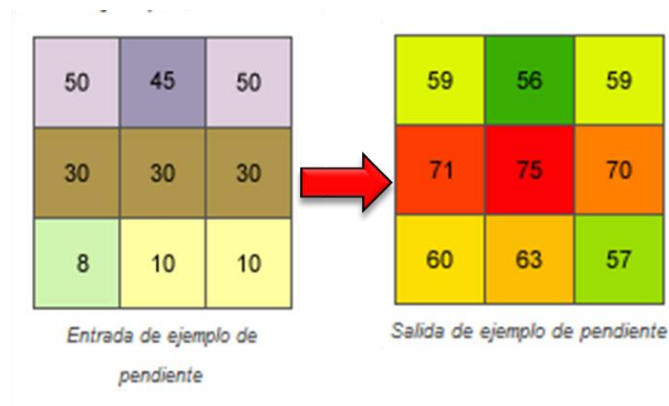 50 45 50
59 56 59
30 30 30
71 75 70
8 10 10
60 63 57
Entrada de ejemplo de
pendiente
Salida de ejemplo de pendiente